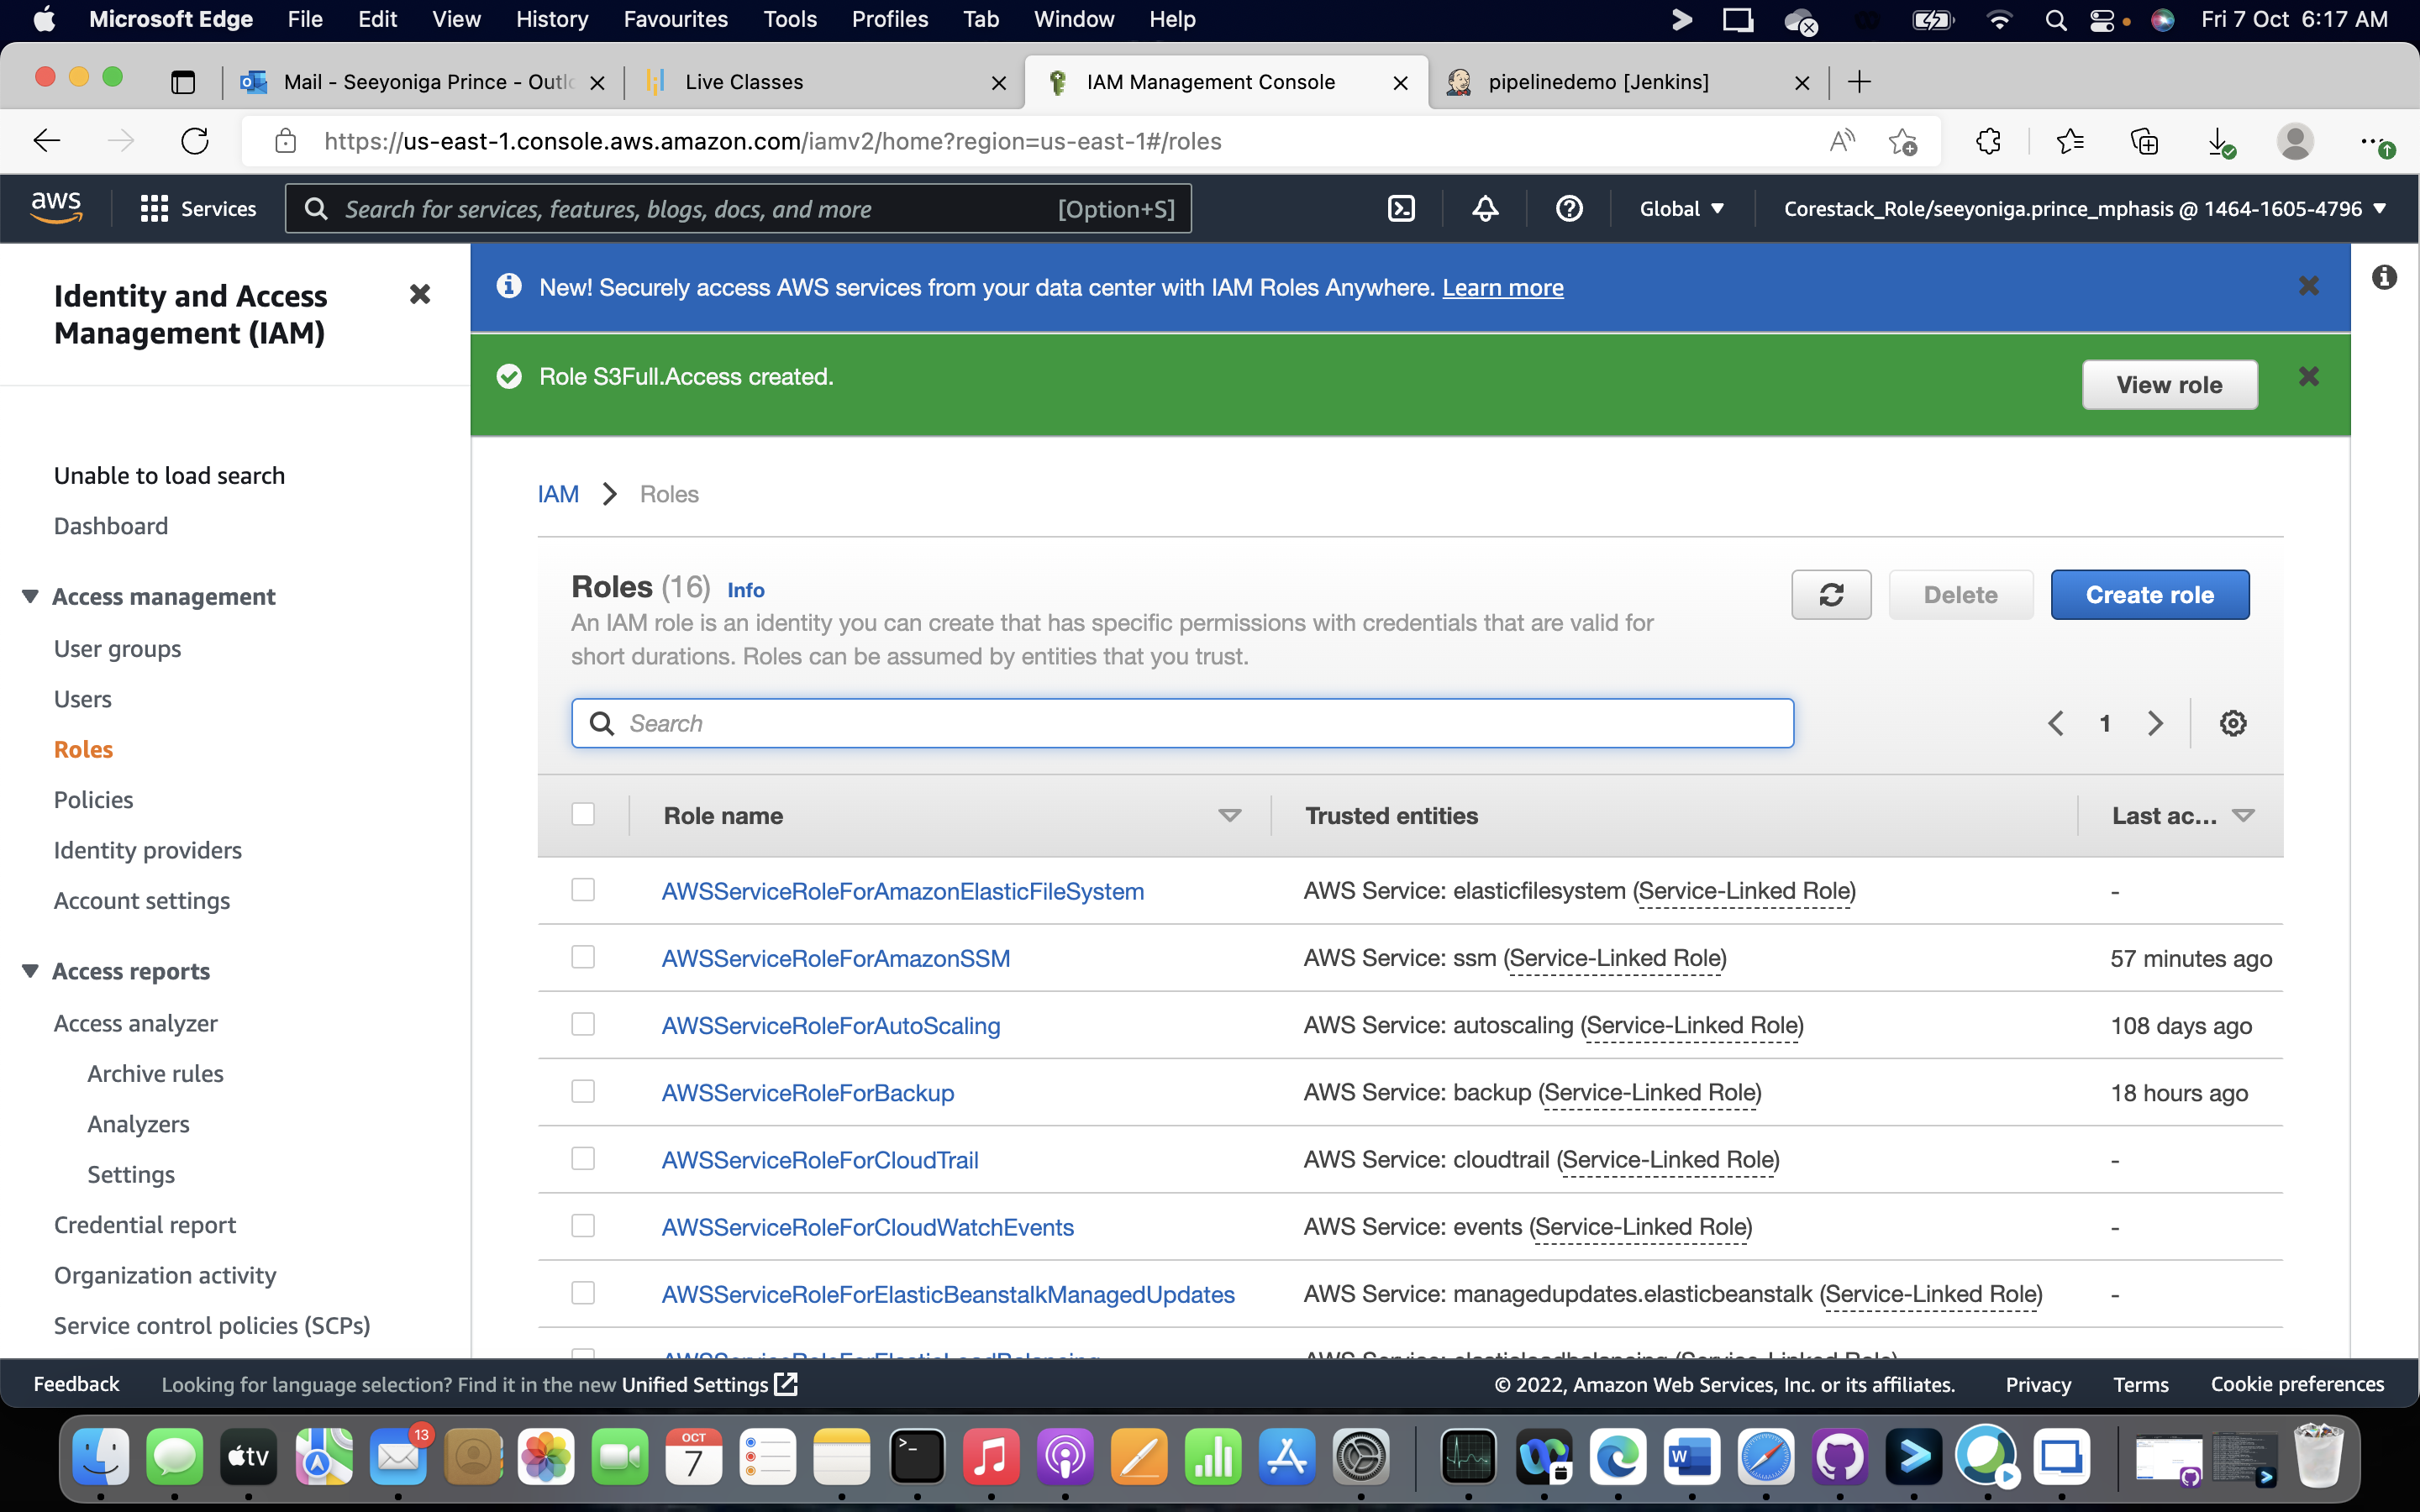 Microsoft Edge File Edit View History Favourites Tools Profiles Tab Window Help Fri 7 Oct 6:17 AM
Mail - Seeyoniga Prince - Outlo Live Classes IAM Management Console pipelinedemo [Jenkins]
https://us-east-1.console.aws.amazon.com/iamv2/home?region=us-east-1#/roles
aws Services Search for services, features, blogs, docs, and more [Option+S] Global Corestack_Role/seeyoniga.prince_mphasis @ 1464-1605-4796
Identity and Access
Management (IAM)
Unable to load search
Dashboard
Access management
User groups
Users
Roles
Policies
Identity providers
Account settings
Access reports
Access analyzer
Archive rules
Analyzers
Settings
Credential report
Organization activity
Service control policies (SCPs)
New! Securely access AWS services from your data center with IAM Roles Anywhere. Learn more
Role S3Full.Access created.
View role
IAM > Roles
Roles (16) Info
An IAM role is an identity you can create that has specific permissions with credentials that are valid for
short durations. Roles can be assumed by entities that you trust.
Delete
Create role
Search
1
Role name Trusted entities Last ac...
AWSServiceRoleForAmazonElasticFileSystem AWS Service: elasticfilesystem (Service-Linked Role) -
AWSServiceRoleForAmazonSSM AWS Service: ssm (Service-Linked Role) 57 minutes ago
AWSServiceRoleForAutoScaling AWS Service: autoscaling (Service-Linked Role) 108 days ago
AWSServiceRoleForBackup AWS Service: backup (Service-Linked Role) 18 hours ago
AWSServiceRoleForCloudTrail AWS Service: cloudtrail (Service-Linked Role) -
AWSServiceRoleForCloudWatchEvents AWS Service: events (Service-Linked Role) -
AWSServiceRoleForElasticBeanstalkManagedUpdates AWS Service: managedupdates.elasticbeanstalk (Service-Linked Role) -
AWSServiceRoleForElasticLoadBalancing AWS Service: elasticloadbalancing (Service-Linked Role)
Feedback Looking for language selection? Find it in the new Unified Settings © 2022, Amazon Web Services, Inc. or its affiliates. Privacy Terms Cookie preferences
tv 13 OCT 7 W